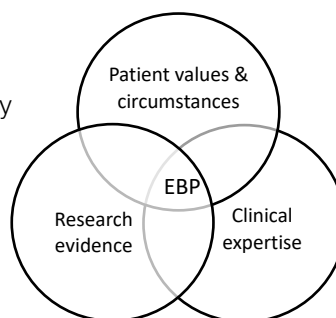 Patient values &
circumstances
y
EBP
Research
evidence
Clinical
expertise